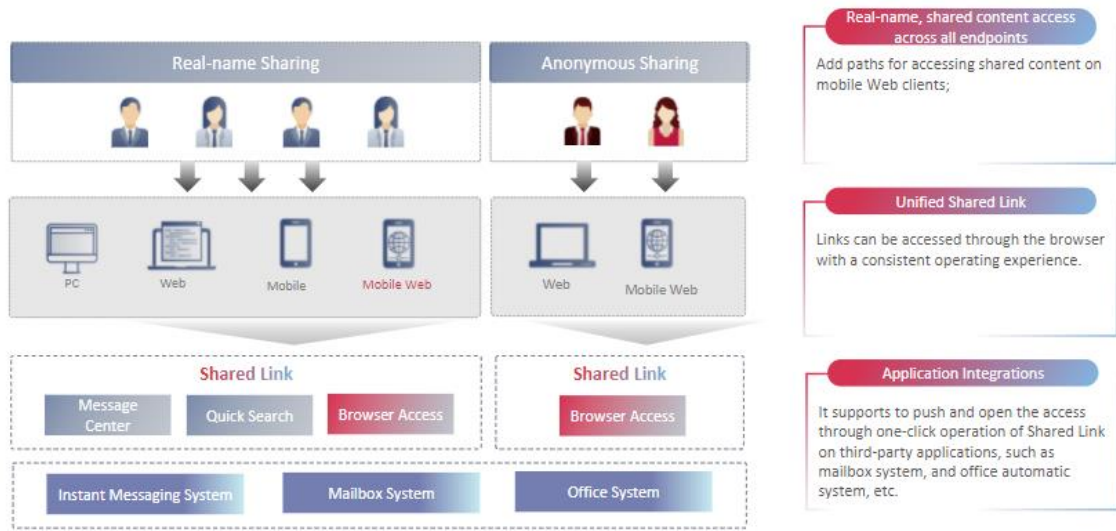 Real-name Sharing
Anonymous Sharing
PC
Web
Mobile
Mobile Web
Web
Mobile Web
Shared Link
Message
Center
Quick Search
Browser Access
Shared Link
Browser Access
Instant Messaging System
Mailbox System
Office System
Real-name, shared content access
across all endpoints
Add paths for accessing shared content on
mobile Web clients;
Unified Shared Link
Links can be accessed through the browser
with a consistent operating experience.
Application Integrations
It supports to push and open the access
through one-click operation of Shared Link
on third-party applications, such as
mailbox system, and office automatic
system, etc.